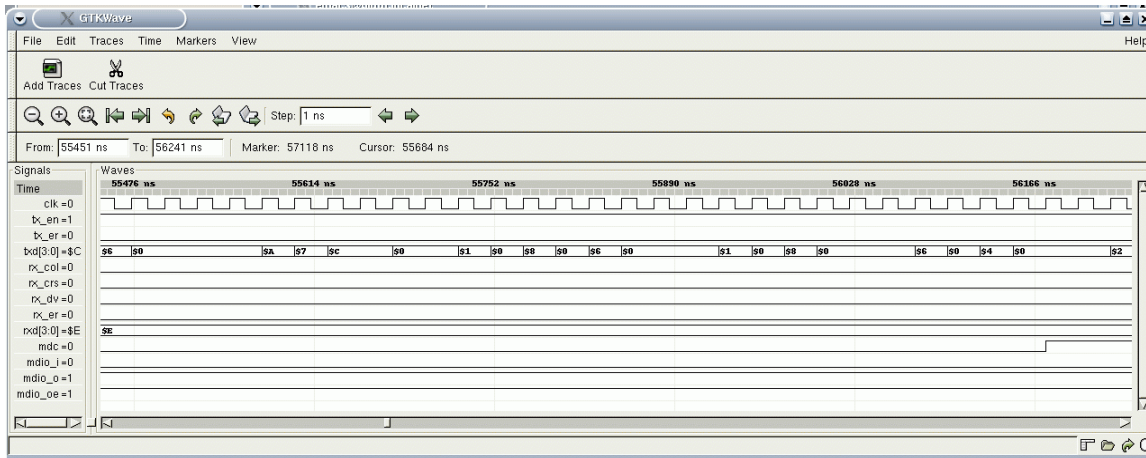 GTKWave
File Edit Traces Time Markers View Help
Add Traces Cut Traces
Step: 1 ns
From: 55451 ns To: 56241 ns Marker: 57118 ns Cursor: 55684 ns
Signals Waves
Time 55476 ns 55614 ns 55752 ns 55890 ns 56028 ns 56166 ns
clk =0
tx_en =1
tx_er =0
txd[3:0] =$C $6 $0 $A $7 $C $0 $1 $0 $8 $0 $6 $0 $1 $0 $8 $0 $6 $0 $4 $0 $2
rx_col =0
rx_crs =0
rx_dv =0
rx_er =0
rxd[3:0] =$E $E
mdc =0
mdio_i =0
mdio_o =1
mdio_oe =1